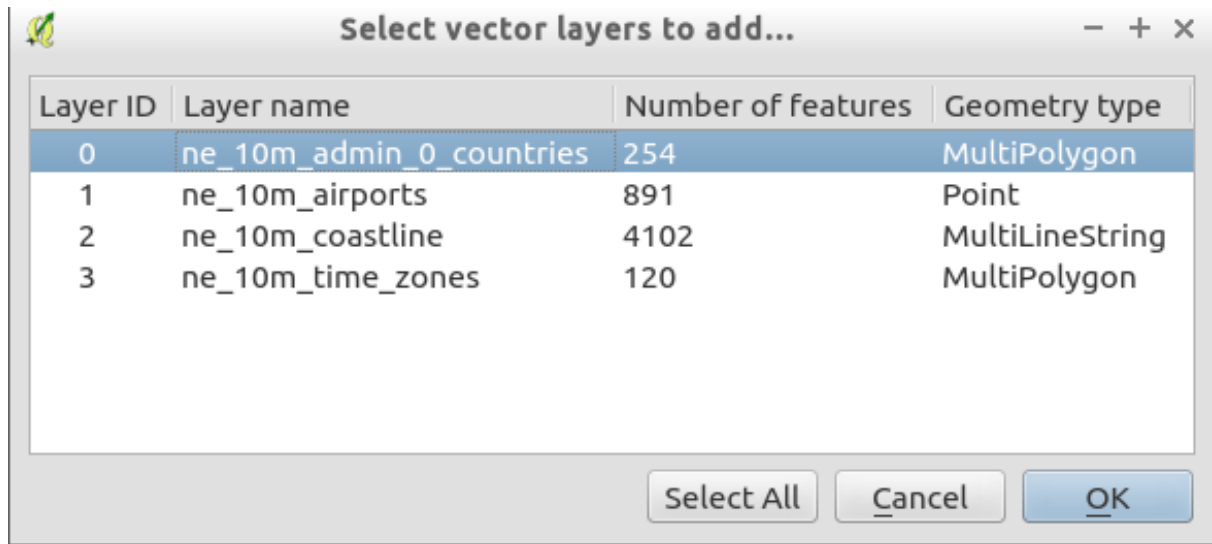 Select vector layers to add...
Layer ID Layer name Number of features Geometry type
0 ne_10m_admin_0_countries 254 MultiPolygon
1 ne_10m_airports 891 Point
2 ne_10m_coastline 4102 MultiLineString
3 ne_10m_time_zones 120 MultiPolygon
Select All Cancel OK